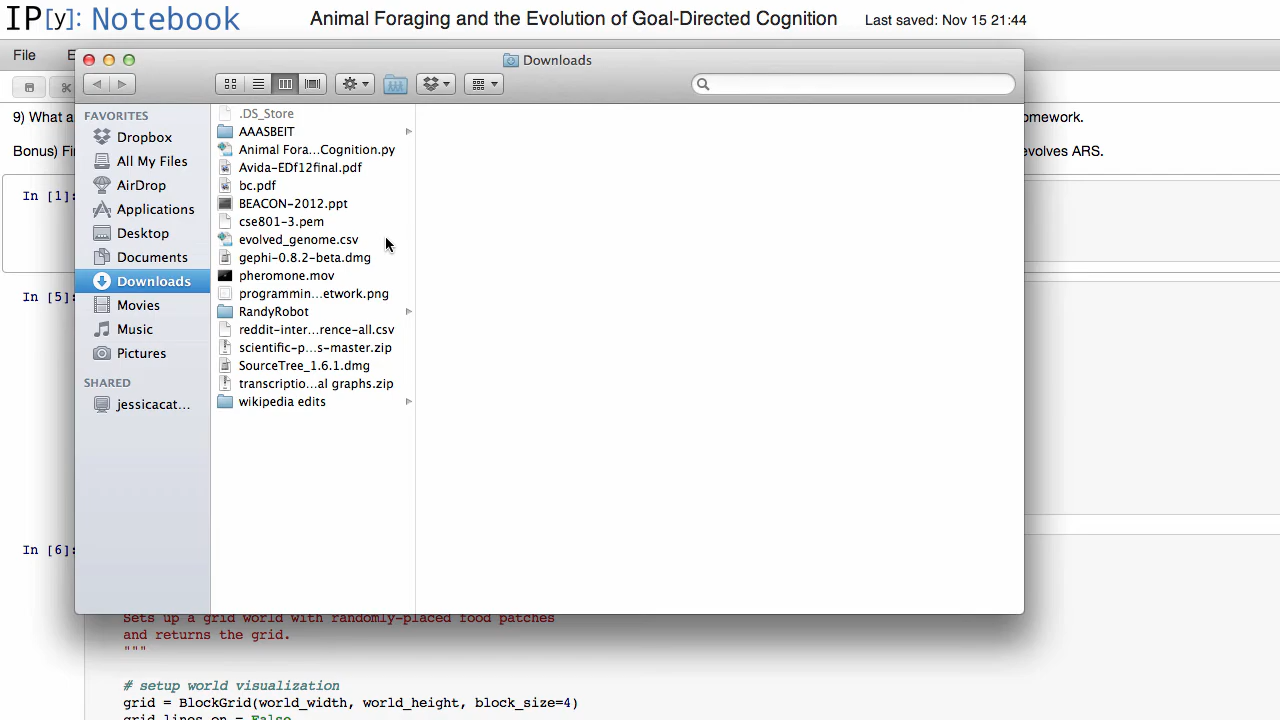 IP[y]: Notebook
Animal Foraging and the Evolution of Goal-Directed Cognition
Last saved: Nov 15 21:44
File
Downloads
9) What a
omework.
Bonus) Fi
evolves ARS.
In [1]:
In [5]:
In [6]:
FAVORITES
Dropbox
All My Files
AirDrop
Applications
Desktop
Documents
Downloads
Movies
Music
Pictures
SHARED
jessicacat...
.DS_Store
AAASBEIT
Animal Fora...Cognition.py
Avida-EDf12final.pdf
bc.pdf
BEACON-2012.ppt
cse801-3.pem
evolved_genome.csv
gephi-0.8.2-beta.dmg
pheromone.mov
programmin...etwork.png
RandyRobot
reddit-inter...rence-all.csv
scientific-p...s-master.zip
SourceTree_1.6.1.dmg
transcriptio...al graphs.zip
wikipedia edits
Sets up a grid world with randomly-placed food patches
and returns the grid.
"""
# setup world visualization
grid = BlockGrid(world_width, world_height, block_size=4)
grid.lines_on = False